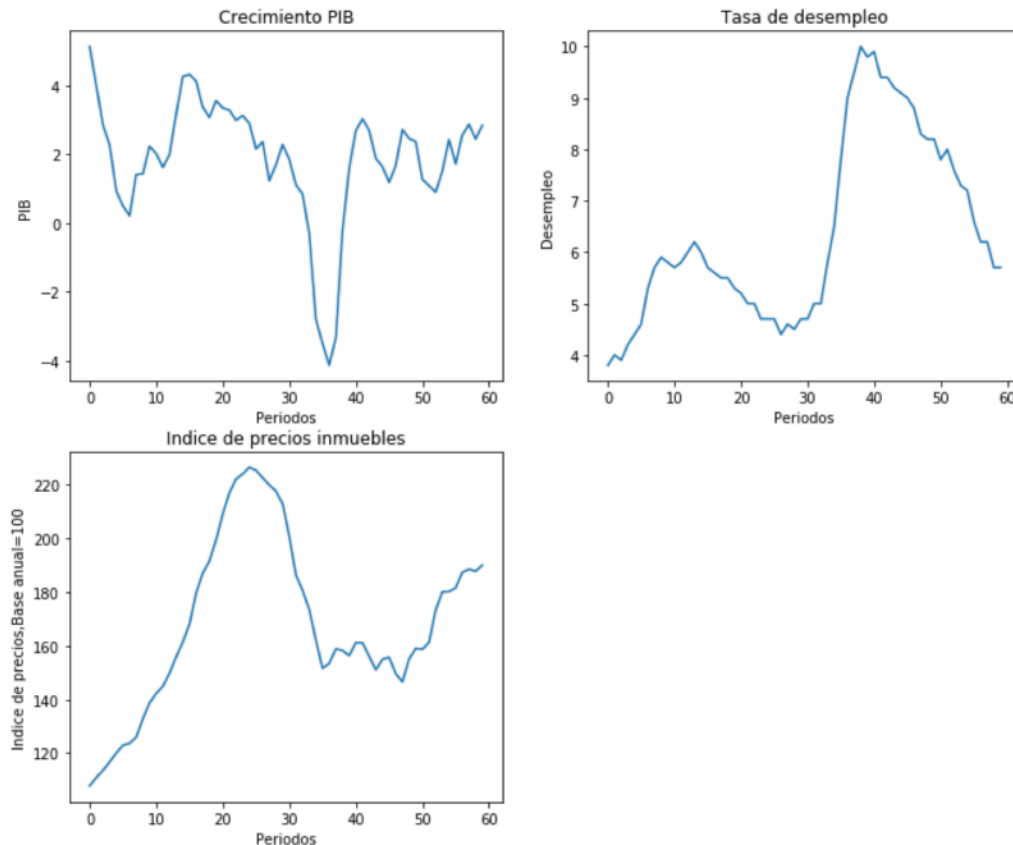 Crecimiento PIB
4
2
0
−2
−4
PIB
0 10 20 30 40 50 60
Periodos
Tasa de desempleo
10
9
8
7
6
5
4
Desempleo
0 10 20 30 40 50 60
Periodos
Indice de precios inmuebles
220
200
180
160
140
120
Indice de precios,Base anual=100
0 10 20 30 40 50 60
Periodos